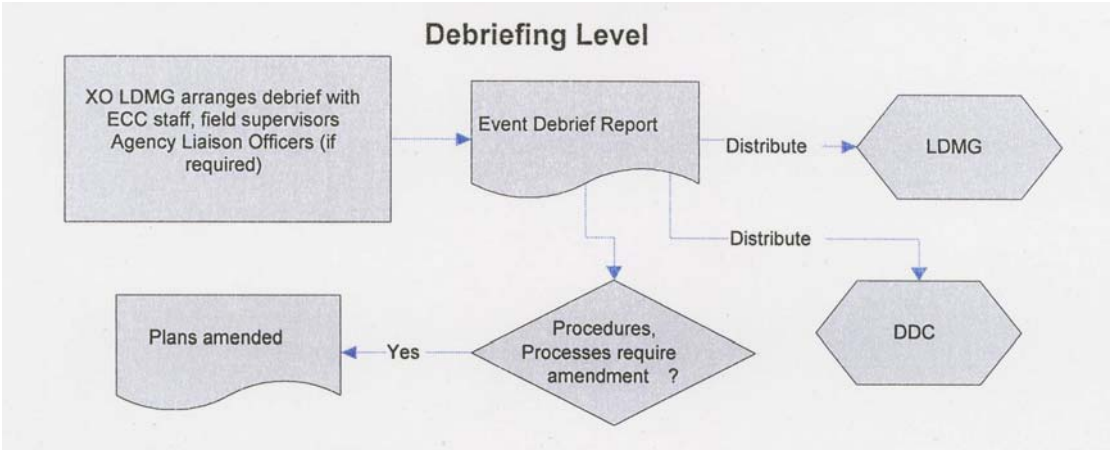 Debriefing Level
XO LDMG arranges debrief with
ECC staff, field supervisors
Agency Liaison Officers (if
required)
Event Debrief Report
Distribute
LDMG
Distribute
DDC
Procedures,
Processes require
amendment ?
Yes
Plans amended